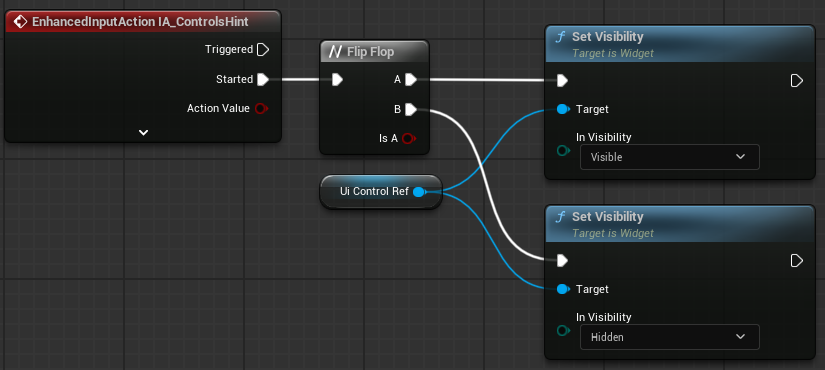 EnhancedInputAction IA_ControlsHint
Triggered
Started
Action Value
Flip Flop
A
B
Is A
Ui Control Ref
f Set Visibility
Target is Widget
Target
In Visibility
Visible
f Set Visibility
Target is Widget
Target
In Visibility
Hidden